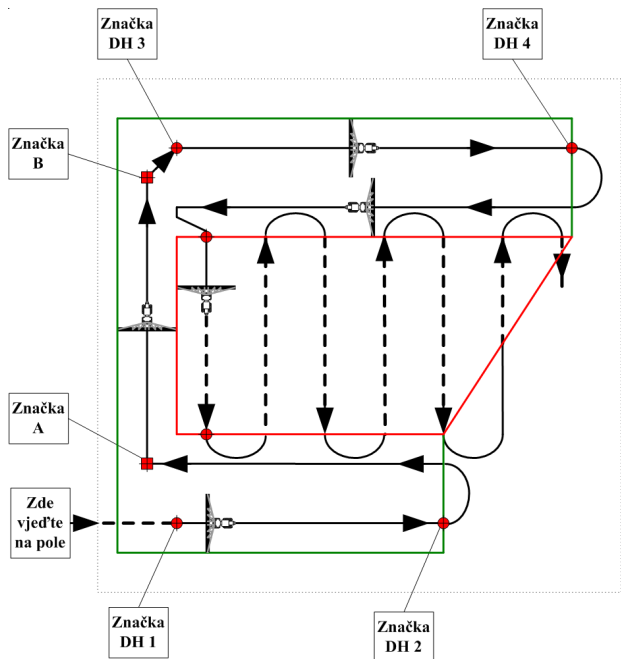 Značka
DH 3
Značka
DH 4
Značka
B
Značka
A
Zde
vjeďte
na pole
Značka
DH 1
Značka
DH 2